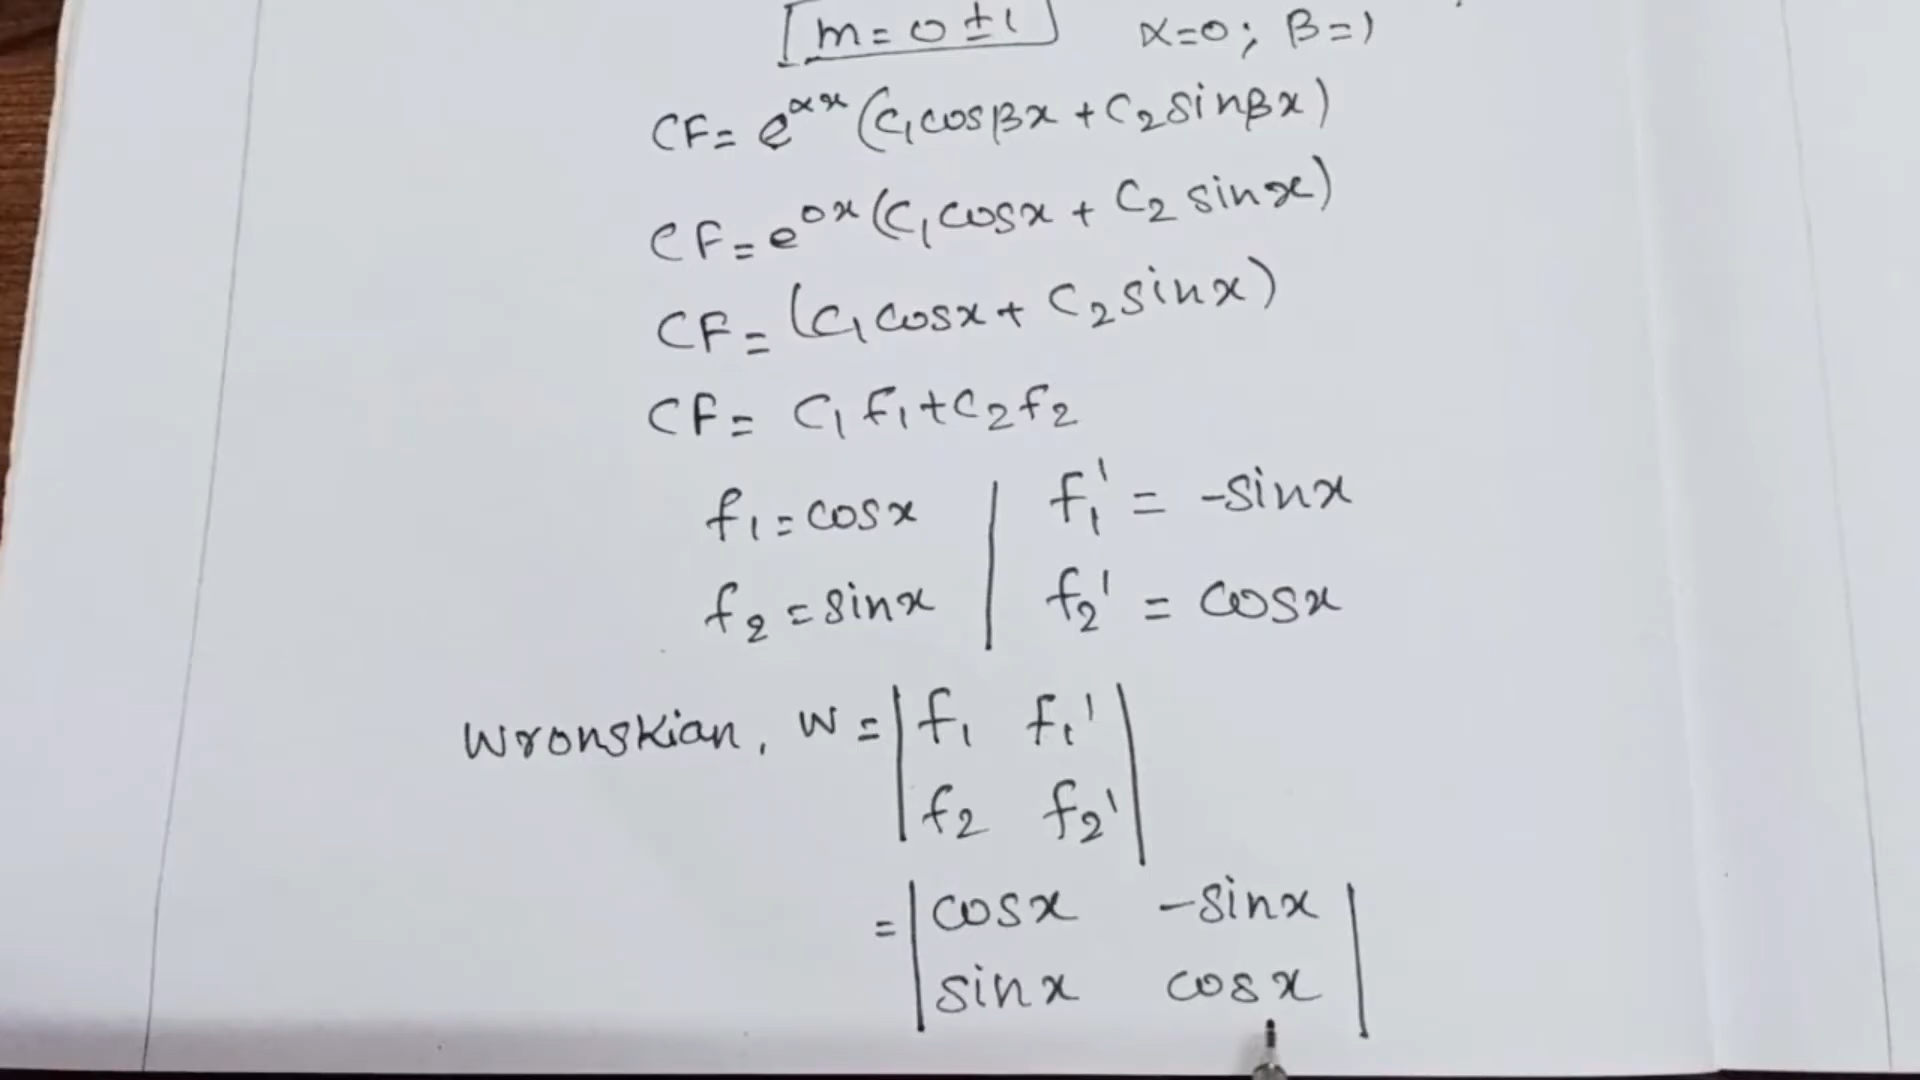 m = 0 ± 1 α=0; β=1
CF = e^αx (C₁cosβx + C₂sinβx)
CF = e^0x (C₁cosx + C₂ sinx)
CF = (C₁cosx + C₂sinx)
CF = C₁f₁+C₂f₂
f₁ = cosx | f₁' = -sinx
f₂ = sinx | f₂' = cosx
Wronskian, W = | f₁ f₁' |
| f₂ f₂' |
= | cosx -sinx |
| sinx cosx |